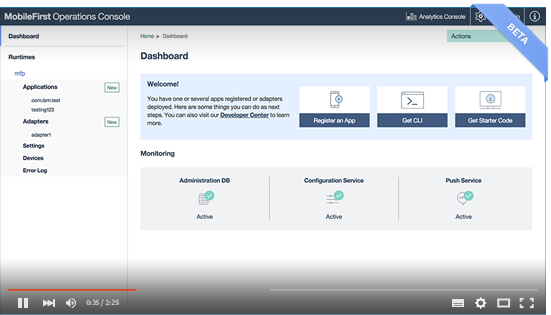 MobileFirst Operations Console
Analytics Console
BETA
Dashboard
Home > Dashboard
Actions
Runtimes
Dashboard
mfp
Applications New
com.ibm.test
testing123
Adapters New
adapter1
Settings
Devices
Error Log
Welcome!
You have one or several apps registered or adapters
deployed. Here are some things you can do as next
steps. You can also visit our Developer Center to learn
more.
Register an App
Get CLI
Get Starter Code
Monitoring
Administration DB
Active
Configuration Service
Active
Push Service
Active
0:35 / 2:25